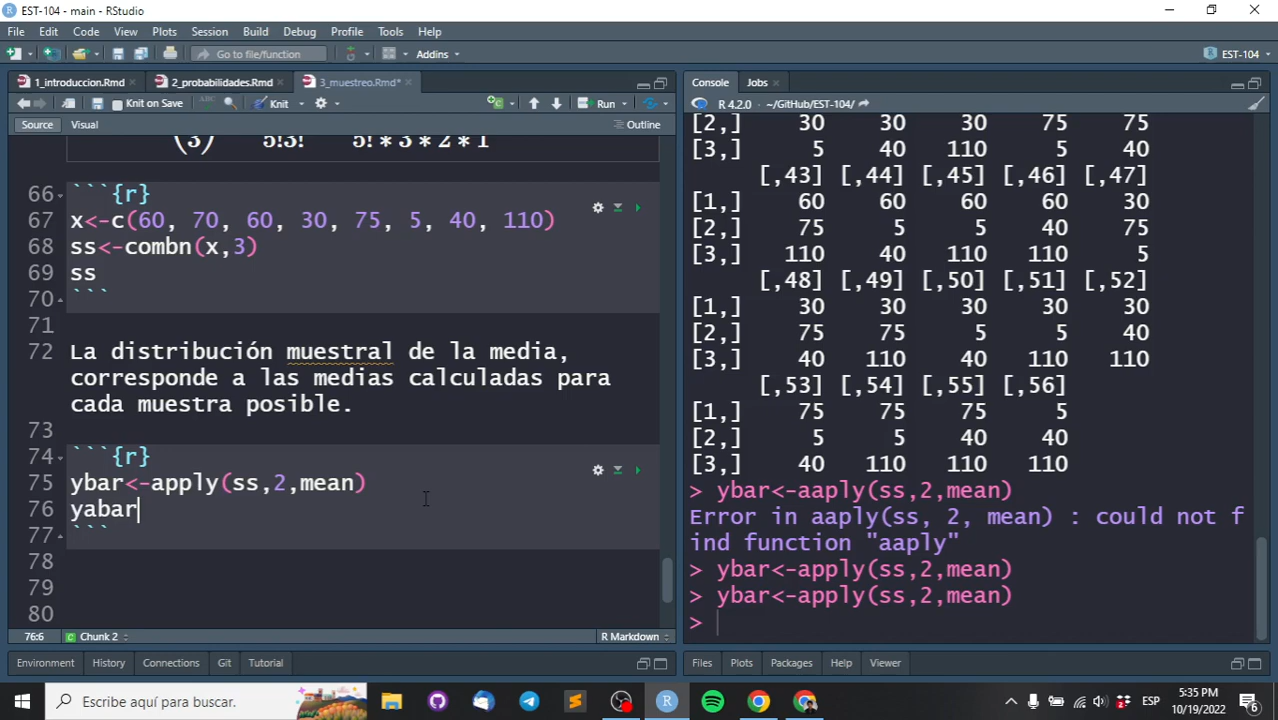 EST-104 - main - RStudio
File Edit Code View Plots Session Build Debug Profile Tools Help
Go to file/function Addins EST-104
1_introduccion.Rmd 2_probabilidades.Rmd 3_muestreo.Rmd*
Knit on Save ABC Knit Run
Source Visual Outline
(3) 5!3! 5! * 3 * 2 * 1
66 ```{r}
67 x<-c(60, 70, 60, 30, 75, 5, 40, 110)
68 ss<-combn(x,3)
69 ss
70 ```
71
72 La distribución muestral de la media,
corresponde a las medias calculadas para
cada muestra posible.
73
74 ```{r}
75 ybar<-apply(ss,2,mean)
76 yabar
77 ```
78
79
80
76:6 Chunk 2 R Markdown
Environment History Connections Git Tutorial
Console Jobs
R 4.2.0 · ~/GitHub/EST-104/
[2,] 30 30 30 75 75
[3,] 5 40 110 5 40
[,43] [,44] [,45] [,46] [,47]
[1,] 60 60 60 60 30
[2,] 75 5 5 40 75
[3,] 110 40 110 110 5
[,48] [,49] [,50] [,51] [,52]
[1,] 30 30 30 30 30
[2,] 75 75 5 5 40
[3,] 40 110 40 110 110
[,53] [,54] [,55] [,56]
[1,] 75 75 75 5
[2,] 5 5 40 40
[3,] 40 110 110 110
> ybar<-aaply(ss,2,mean)
Error in aaply(ss, 2, mean) : could not f
ind function "aaply"
> ybar<-apply(ss,2,mean)
> ybar<-apply(ss,2,mean)
>
Files Plots Packages Help Viewer
Escribe aquí para buscar.
ESP
5:35 PM
10/19/2022
6